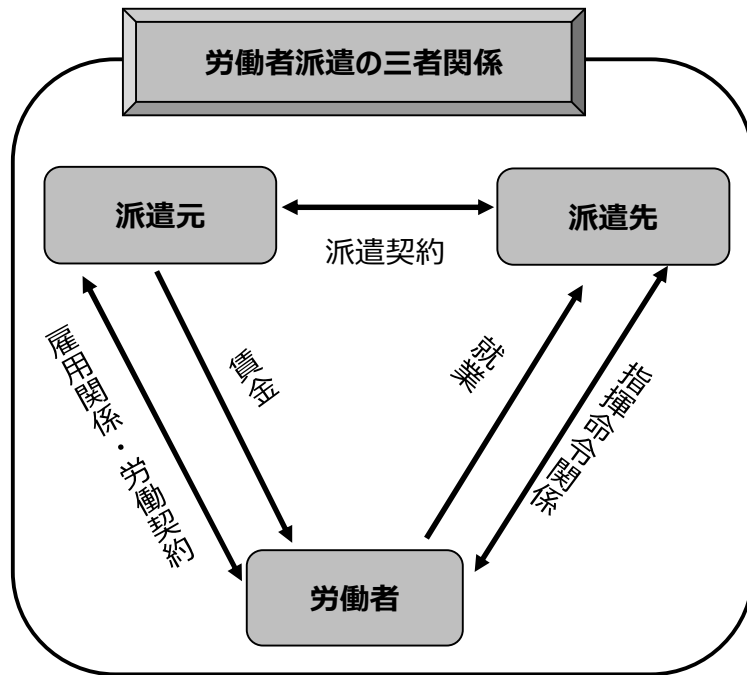 労働者派遣の三者関係
派遣元
派遣先
派遣契約
雇用関係・労働契約
賃金
就業
指揮命令関係
労働者